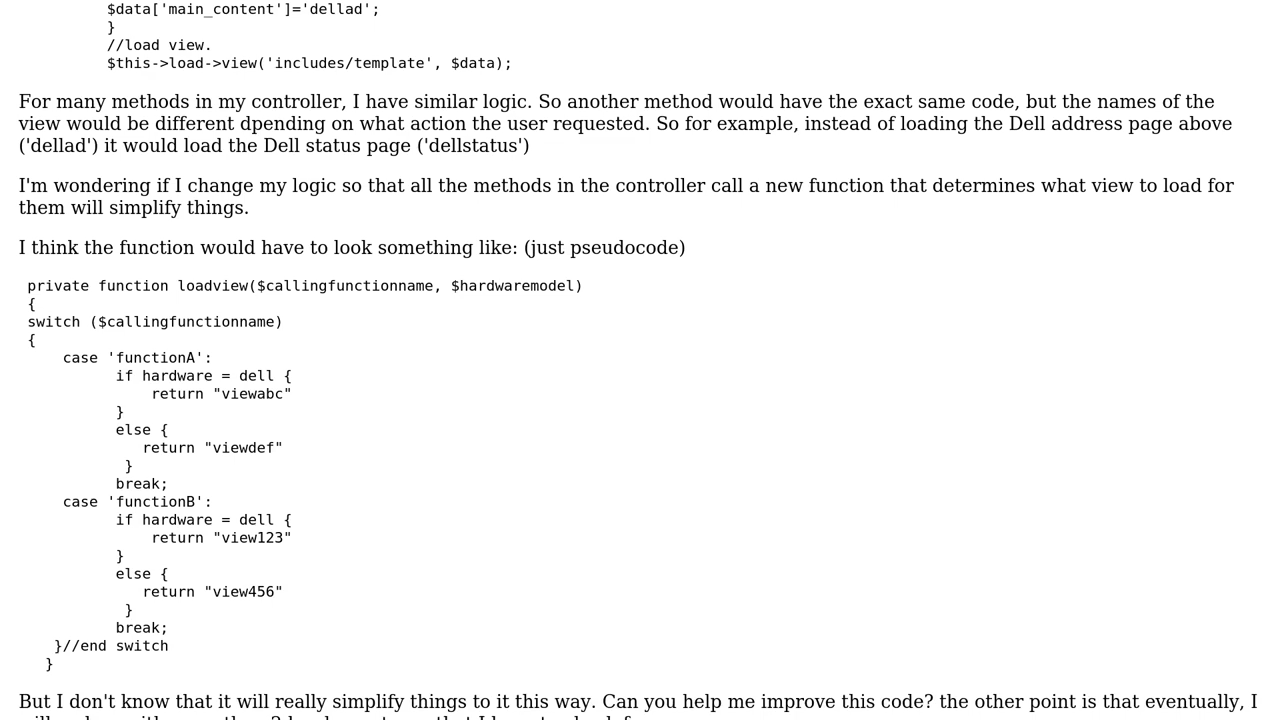 $data['main_content']='dellad';
}
//load view.
$this->load->view('includes/template', $data);
For many methods in my controller, I have similar logic. So another method would have the exact same code, but the names of the
view would be different dpending on what action the user requested. So for example, instead of loading the Dell address page above
('dellad') it would load the Dell status page ('dellstatus')
I'm wondering if I change my logic so that all the methods in the controller call a new function that determines what view to load for
them will simplify things.
I think the function would have to look something like: (just pseudocode)
private function loadview($callingfunctionname, $hardwaremodel)
{
switch ($callingfunctionname)
{
case 'functionA':
if hardware = dell {
return "viewabc"
}
else {
return "viewdef"
}
break;
case 'functionB':
if hardware = dell {
return "view123"
}
else {
return "view456"
}
break;
}//end switch
}
But I don't know that it will really simplify things to it this way. Can you help me improve this code? the other point is that eventually, I